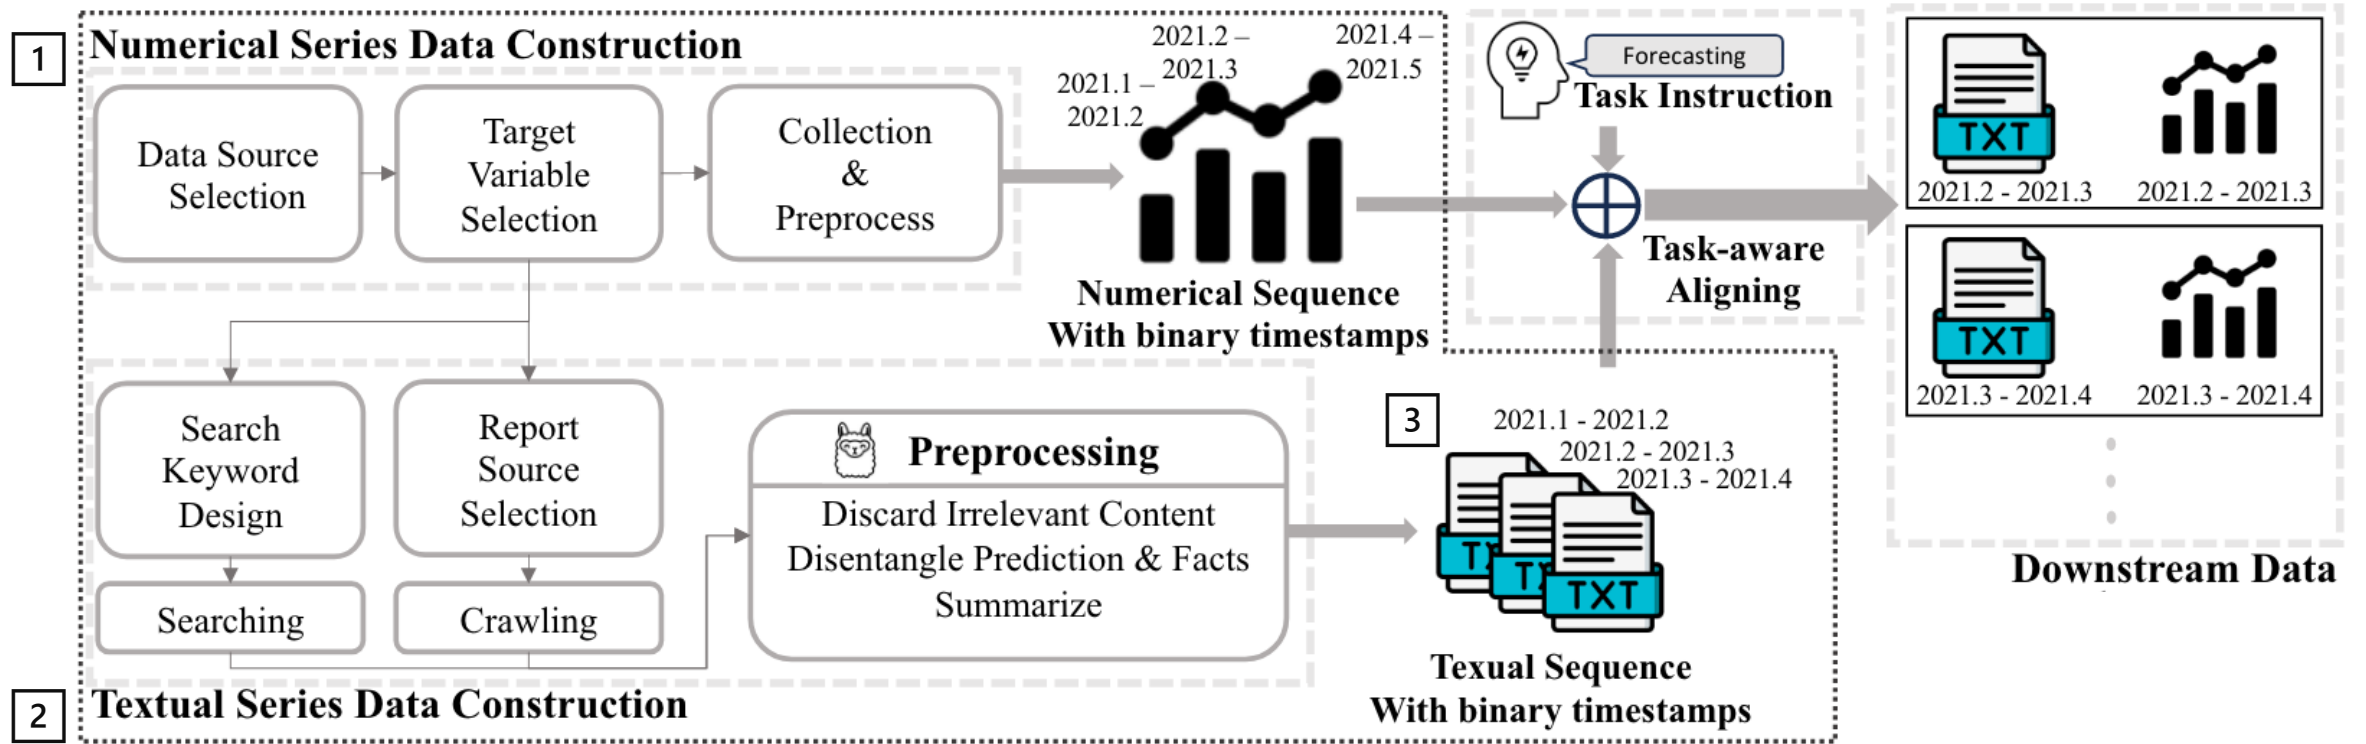 1
Numerical Series Data Construction
Data Source
Selection
Target
Variable
Selection
Collection
&
Preprocess
2021.1 –
2021.2
2021.2 –
2021.3
2021.4 –
2021.5
Numerical Sequence
With binary timestamps
Forecasting
Task Instruction
Task-aware
Aligning
TXT
2021.2 - 2021.3
2021.2 - 2021.3
TXT
2021.3 - 2021.4
2021.3 - 2021.4
Downstream Data
Search
Keyword
Design
Searching
Report
Source
Selection
Crawling
Preprocessing
Discard Irrelevant Content
Disentangle Prediction & Facts
Summarize
3
2021.1 - 2021.2
2021.2 - 2021.3
2021.3 - 2021.4
TXT
Texual Sequence
With binary timestamps
2
Textual Series Data Construction